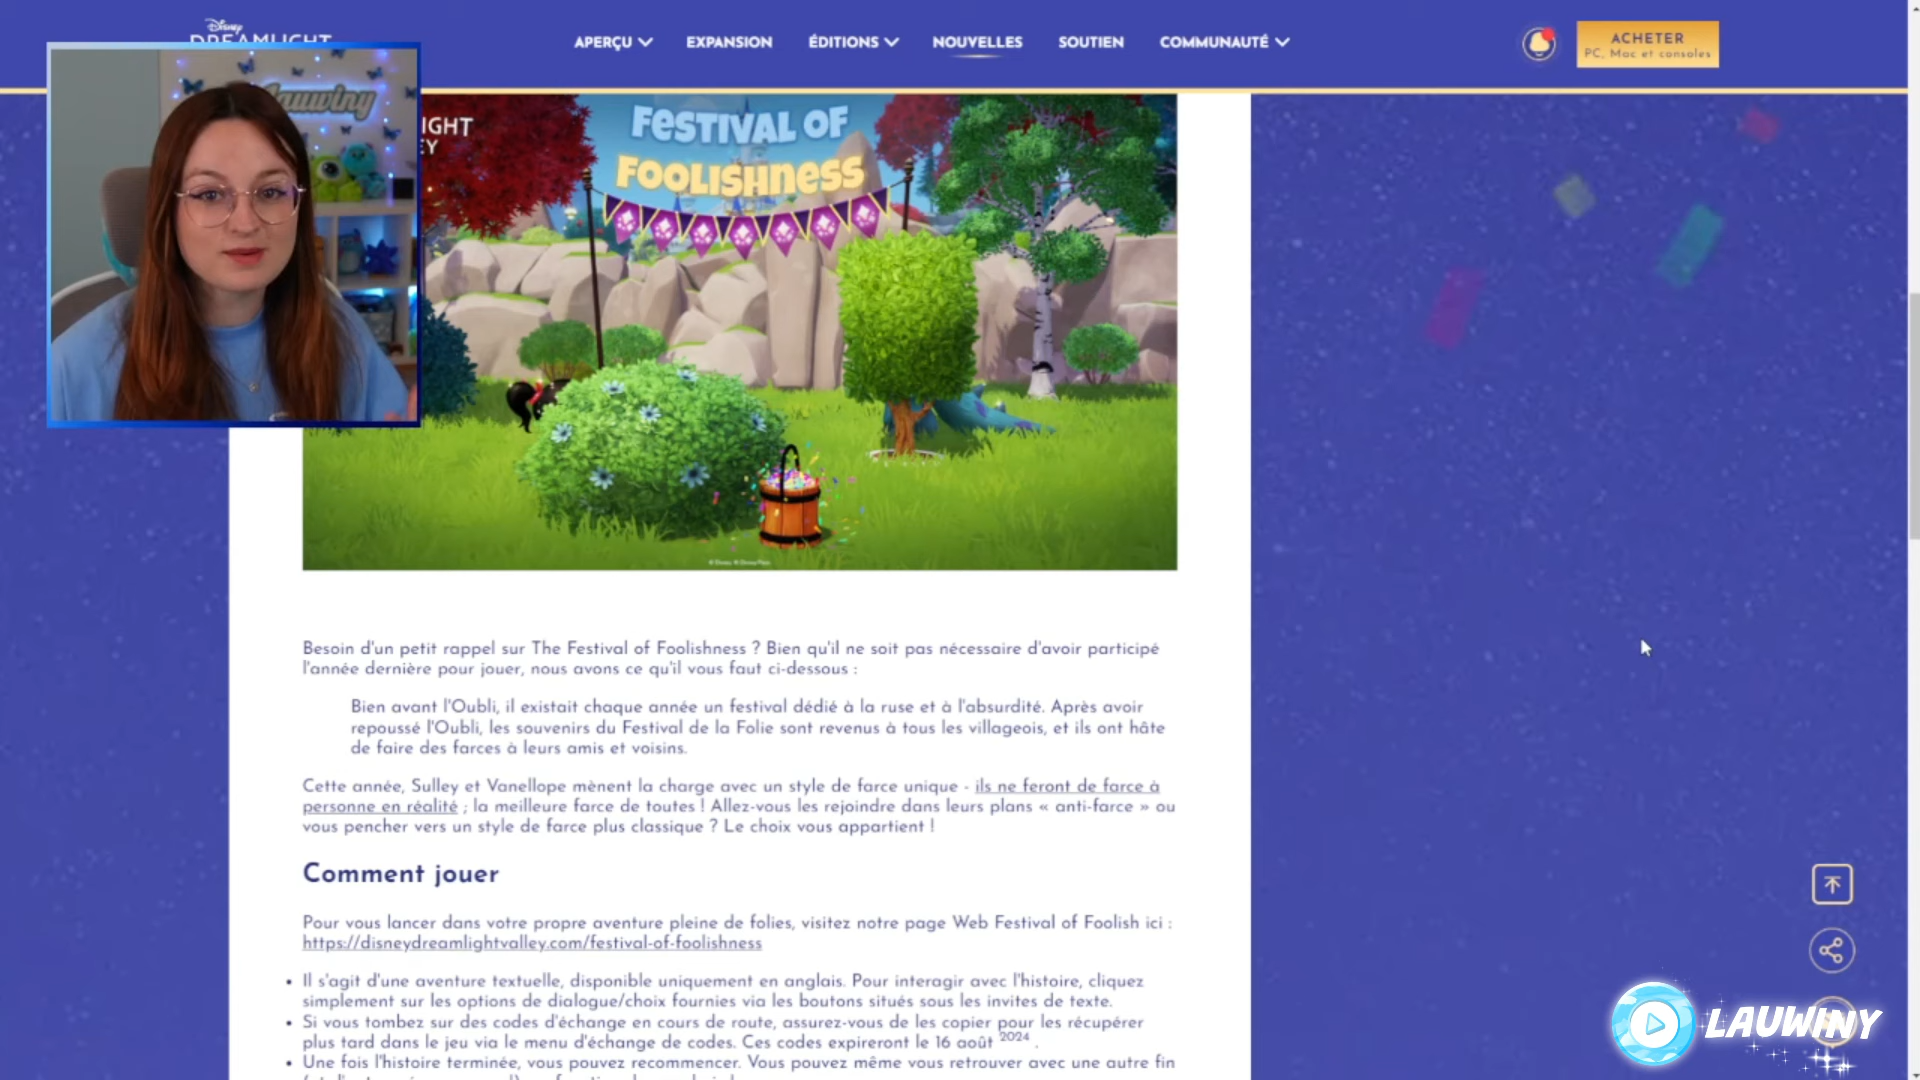 Disney
DREAMLIGHT
APERÇU
EXPANSION
ÉDITIONS
NOUVELLES
SOUTIEN
COMMUNAUTÉ
ACHETER
PC, Mac et consoles
Lauwiny
IGHT
EY
FESTIVAL OF
FOOLISHNESS
Besoin d'un petit rappel sur The Festival of Foolishness ? Bien qu'il ne soit pas nécessaire d'avoir participé
l'année dernière pour jouer, nous avons ce qu'il vous faut ci-dessous :
Bien avant l'Oubli, il existait chaque année un festival dédié à la ruse et à l'absurdité. Après avoir
repoussé l'Oubli, les souvenirs du Festival de la Folie sont revenus à tous les villageois, et ils ont hâte
de faire des farces à leurs amis et voisins.
Cette année, Sulley et Vanellope mènent la charge avec un style de farce unique - ils ne feront de farce à
personne en réalité ; la meilleure farce de toutes ! Allez-vous les rejoindre dans leurs plans « anti-farce » ou
vous pencher vers un style de farce plus classique ? Le choix vous appartient !
Comment jouer
Pour vous lancer dans votre propre aventure pleine de folies, visitez notre page Web Festival of Foolish ici :
https://disneydreamlightvalley.com/festival-of-foolishness
• Il s'agit d'une aventure textuelle, disponible uniquement en anglais. Pour interagir avec l'histoire, cliquez
simplement sur les options de dialogue/choix fournies via les boutons situés sous les invites de texte.
• Si vous tombez sur des codes d'échange en cours de route, assurez-vous de les copier pour les récupérer
plus tard dans le jeu via le menu d'échange de codes. Ces codes expireront le 16 août 2024 .
• Une fois l'histoire terminée, vous pouvez recommencer. Vous pouvez même vous retrouver avec une autre fin
LAUWINY